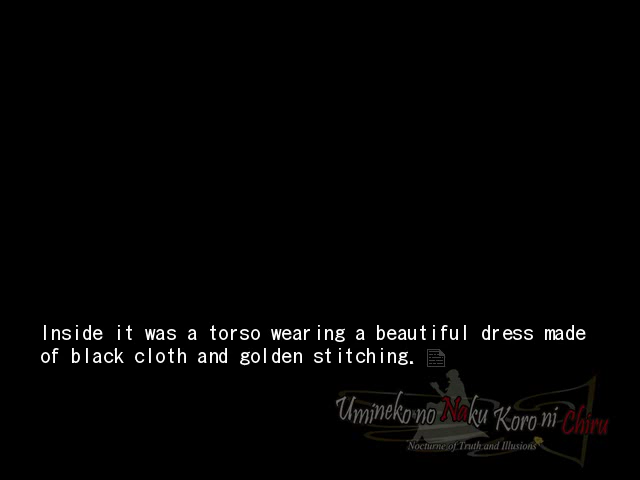 Inside it was a torso wearing a beautiful dress made
of black cloth and golden stitching.
Umineko no Naku Koro ni Chiru
Nocturne of Truth and Illusions